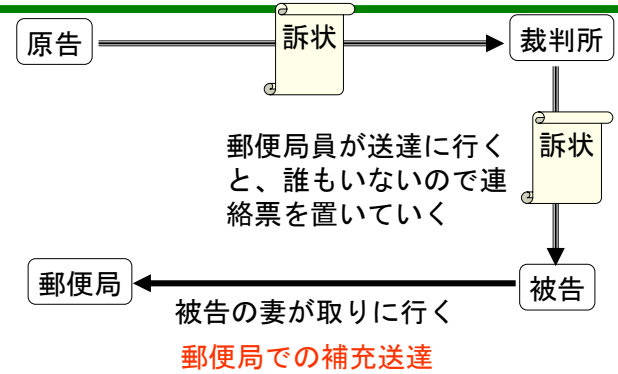 原告
訴状
裁判所
郵便局員が送達に行く
と、誰もいないので連
絡票を置いていく
訴状
郵便局
被告
被告の妻が取りに行く
郵便局での補充送達